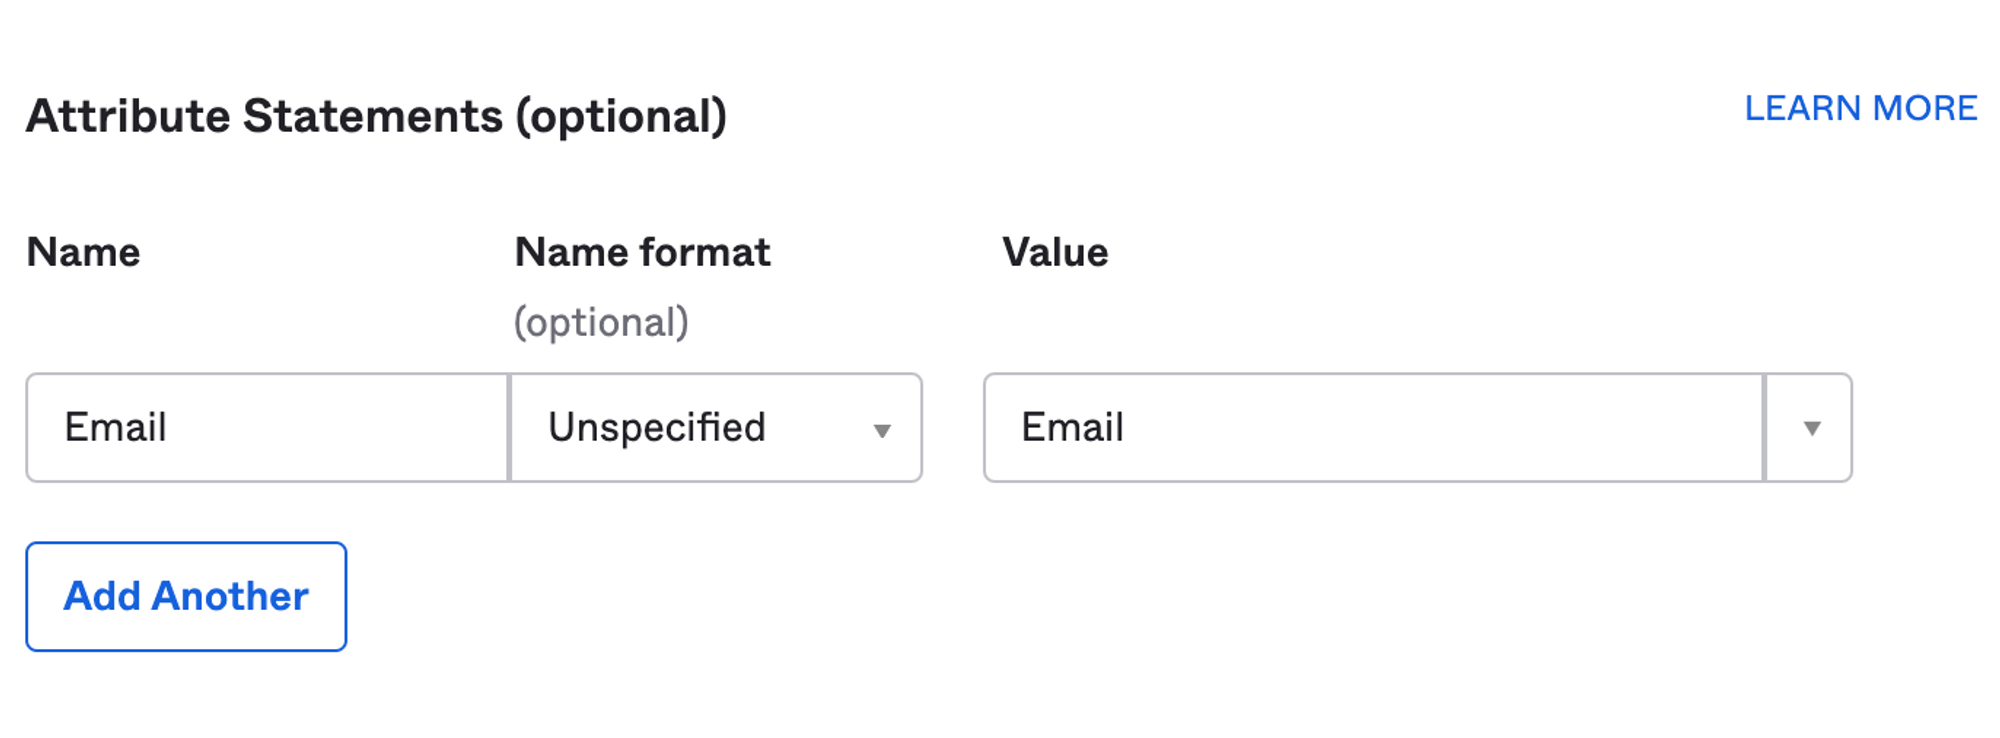 Attribute Statements (optional)
LEARN MORE
Name
Name format
(optional)
Value
Email
Unspecified
Email
Add Another